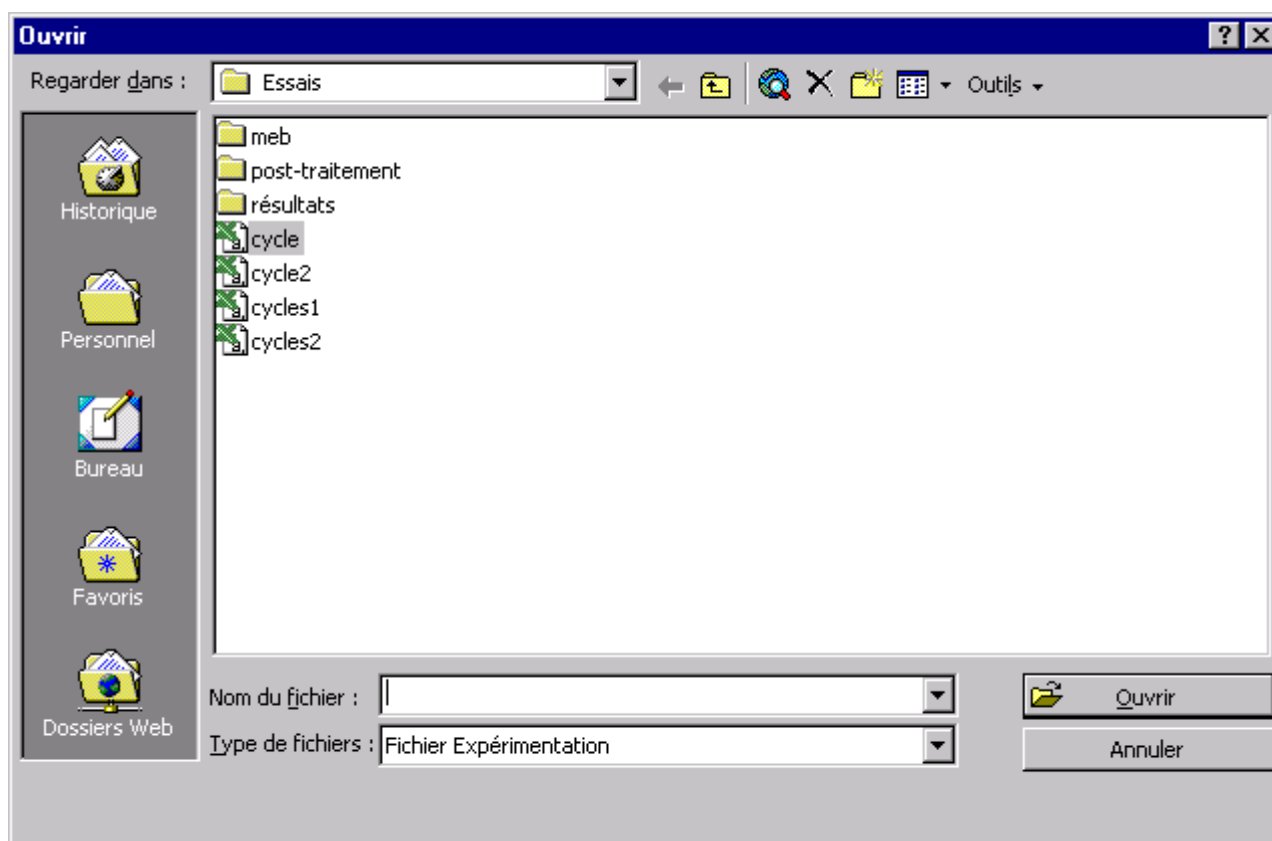 Ouvrir
Regarder dans :
Essais
Outils
Historique
Personnel
Bureau
Favoris
Dossiers Web
meb
post-traitement
résultats
cycle
cycle2
cycles1
cycles2
Nom du fichier :
Ouvrir
Type de fichiers :
Fichier Expérimentation
Annuler